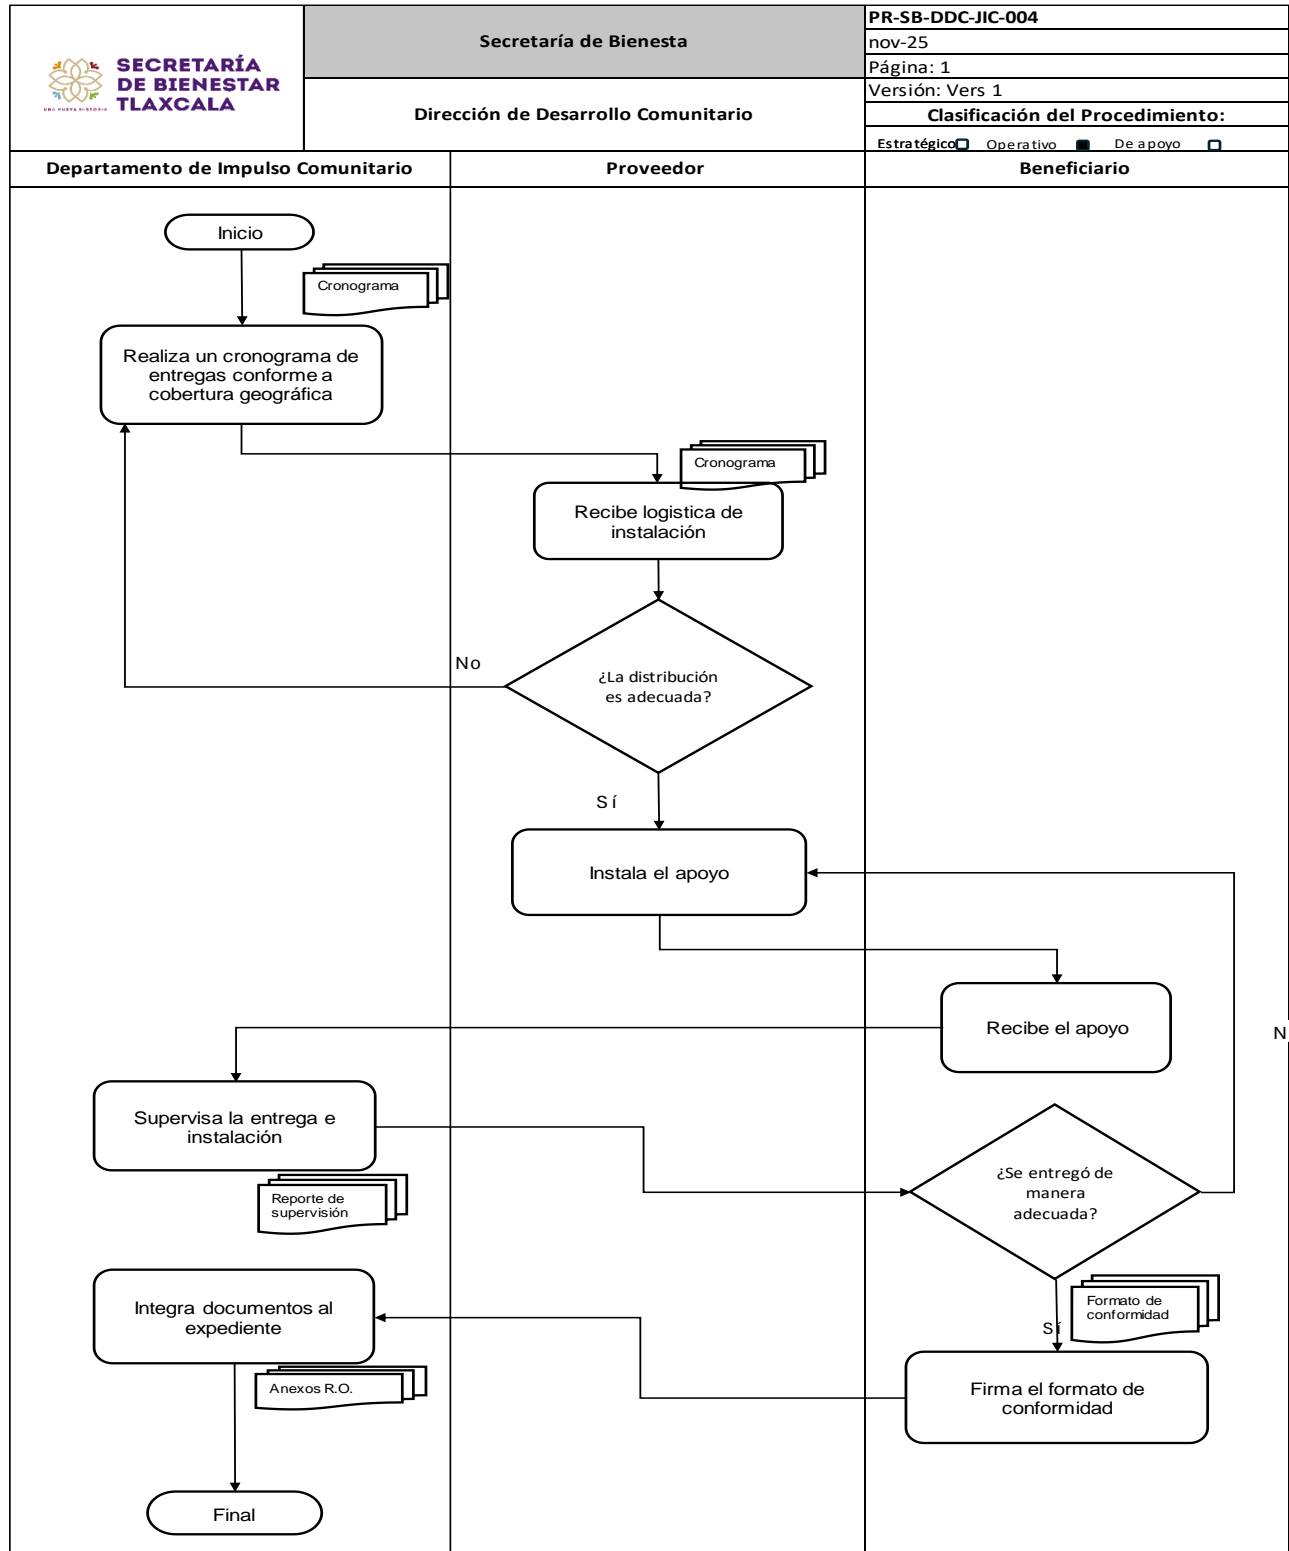 SECRETARÍA
DE BIENESTAR
TLAXCALA
UNA NUEVA HISTORIA
Secretaría de Bienesta
Dirección de Desarrollo Comunitario
PR-SB-DDC-JIC-004
nov-25
Página: 1
Versión: Vers 1
Clasificación del Procedimiento:
Estratégico Operativo De apoyo
Departamento de Impulso Comunitario
Proveedor
Beneficiario
Inicio
Cronograma
Realiza un cronograma de
entregas conforme a
cobertura geográfica
Cronograma
Recibe logistica de
instalación
No
¿La distribución
es adecuada?
Sí
Instala el apoyo
Recibe el apoyo
N
Supervisa la entrega e
instalación
Reporte de
supervisión
¿Se entregó de
manera
adecuada?
Formato de
conformidad
Sí
Integra documentos al
expediente
Anexos R.O.
Firma el formato de
conformidad
Final